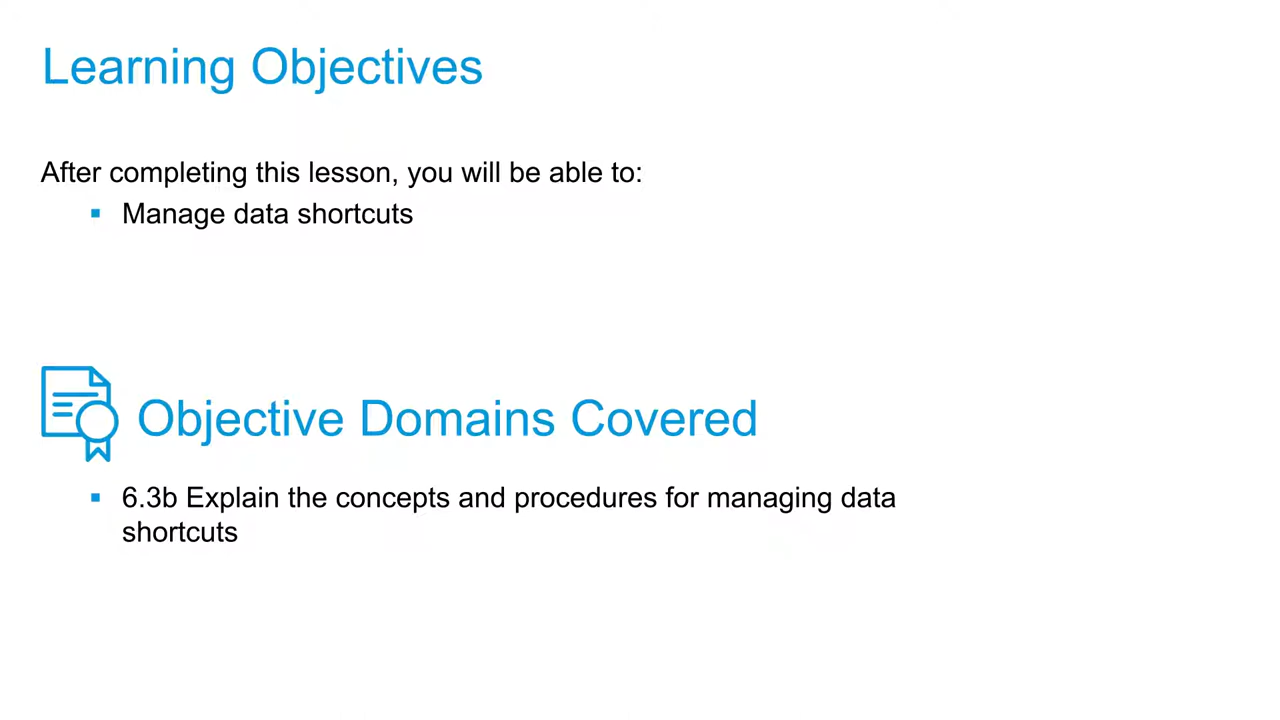 Learning Objectives
After completing this lesson, you will be able to:
▪ Manage data shortcuts
Objective Domains Covered
▪ 6.3b Explain the concepts and procedures for managing data
shortcuts